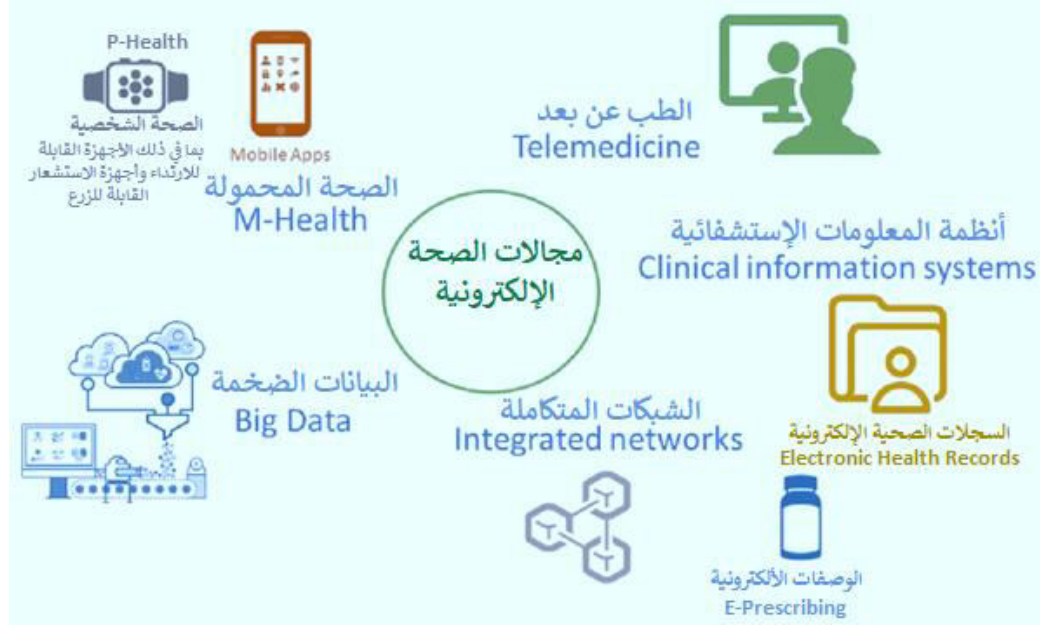 مجالات الصحة
الإلكترونية
الطب عن بعد
Telemedicine
أنظمة المعلومات الإستشفائية
Clinical information systems
السجلات الصحية الإلكترونية
Electronic Health Records
الوصفات الألكترونية
E-Prescribing
الشبكات المتكاملة
Integrated networks
البيانات الضخمة
Big Data
الصحة المحمولة
M-Health
Mobile Apps
P-Health
الصحة الشخصية
بما في ذلك الأجهزة القابلة
للارتداء وأجهزة الاستشعار
القابلة للزرع